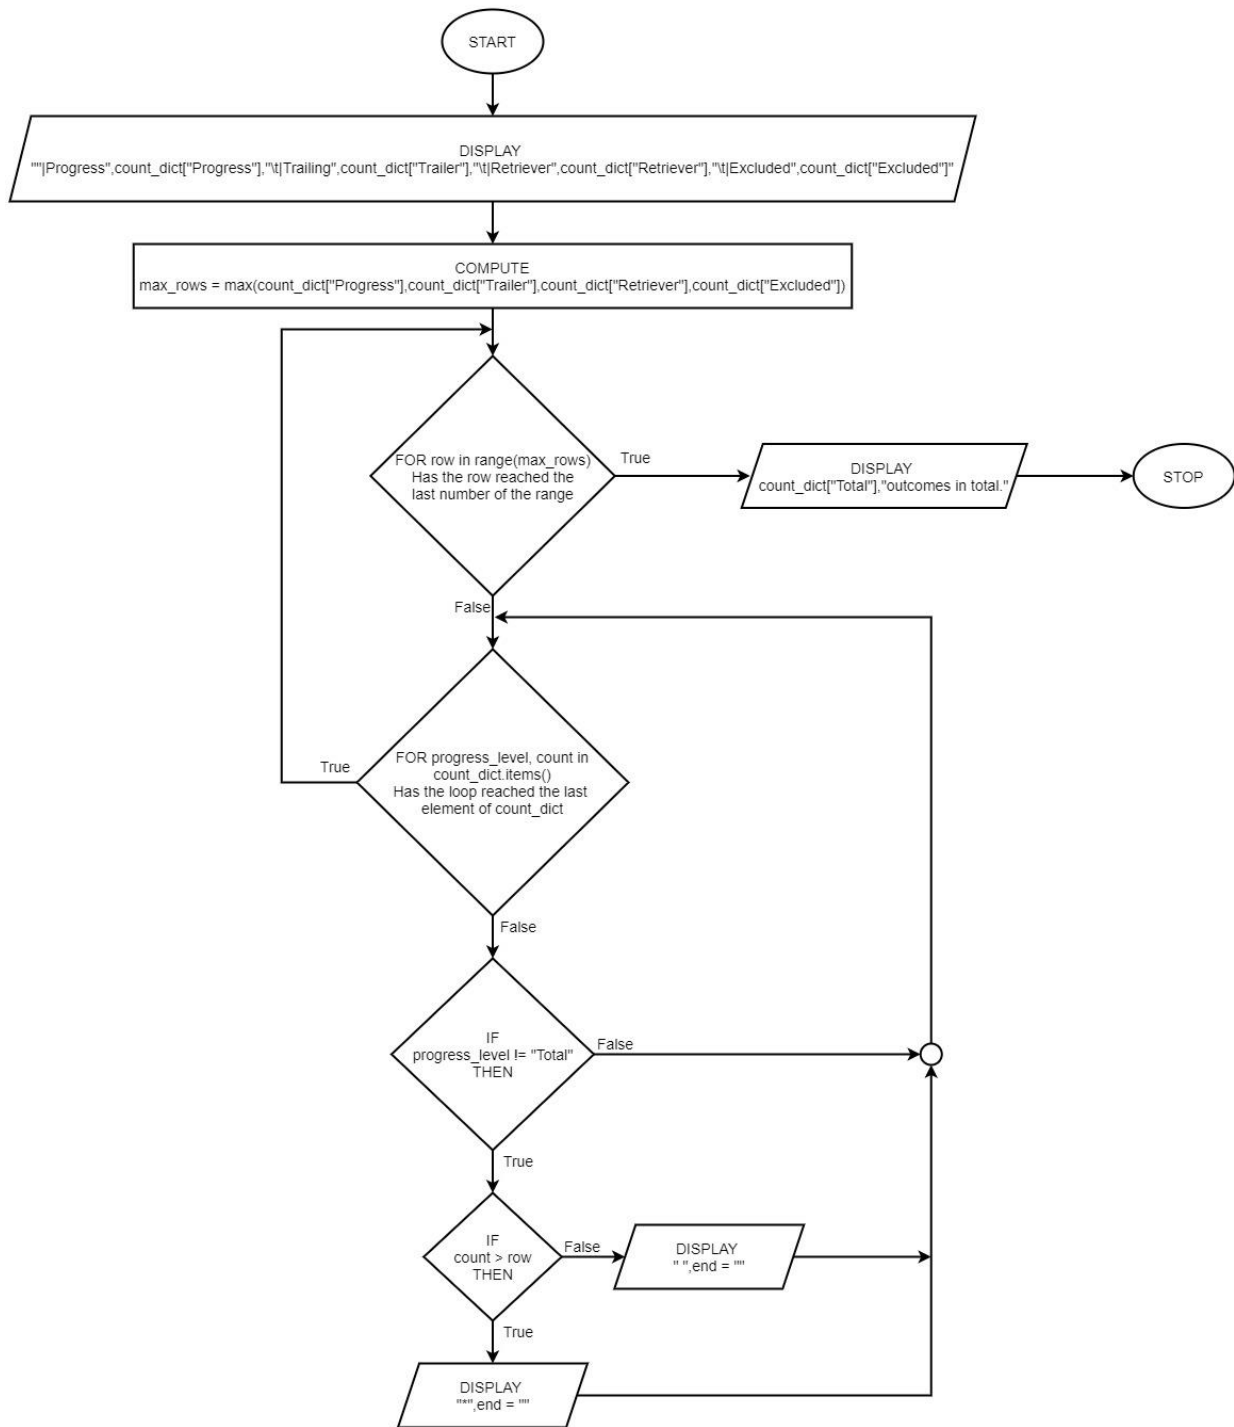 START
DISPLAY
""|Progress",count_dict["Progress"],"\t|Trailing",count_dict["Trailer"],"\t|Retriever",count_dict["Retriever"],"\t|Excluded",count_dict["Excluded"]"
COMPUTE
max_rows = max(count_dict["Progress"],count_dict["Trailer"],count_dict["Retriever"],count_dict["Excluded"])
FOR row in range(max_rows)
Has the row reached the
last number of the range
True
DISPLAY
count_dict["Total"],"outcomes in total."
STOP
False
FOR progress_level, count in
count_dict.items()
Has the loop reached the last
element of count_dict
True
False
IF
progress_level != "Total"
THEN
False
True
IF
count > row
THEN
False
DISPLAY
" ",end = ""
True
DISPLAY
"*",end = ""